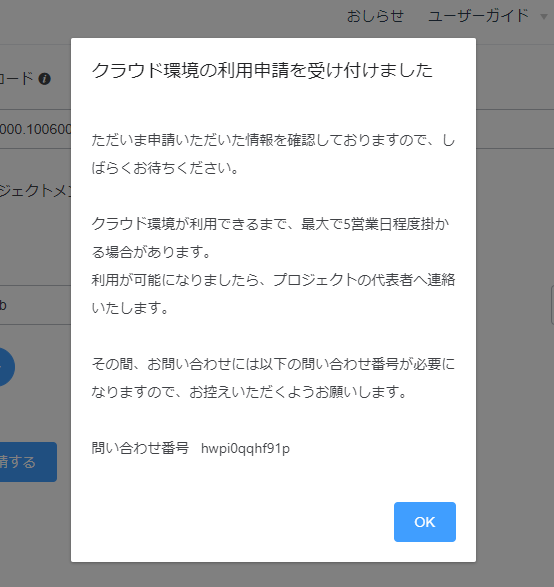 おしらせ ユーザーガイド
コード
クラウド環境の利用申請を受け付けました
000.100600
ただいま申請いただいた情報を確認しておりますので、し
ばらくお待ちください。
ジェクトメン
クラウド環境が利用できるまで、最大で5営業日程度掛か
る場合があります。
利用が可能になりましたら、プロジェクトの代表者へ連絡
いたします。
b
その間、お問い合わせには以下の問い合わせ番号が必要に
なりますので、お控えいただくようお願いします。
問い合わせ番号 hwpi0qqhf91p
請する
OK